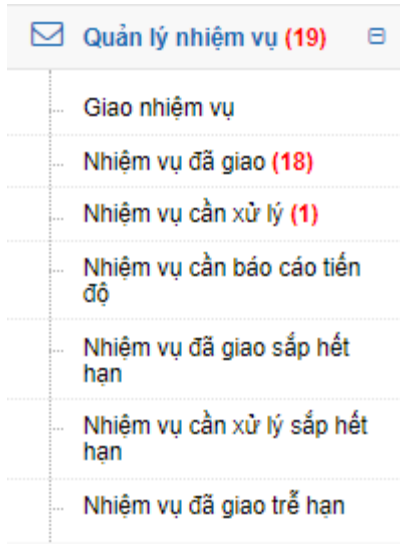 Quản lý nhiệm vụ (19)
Giao nhiệm vụ
Nhiệm vụ đã giao (18)
Nhiệm vụ cần xử lý (1)
Nhiệm vụ cần báo cáo tiến
độ
Nhiệm vụ đã giao sắp hết
hạn
Nhiệm vụ cần xử lý sắp hết
hạn
Nhiệm vụ đã giao trễ hạn